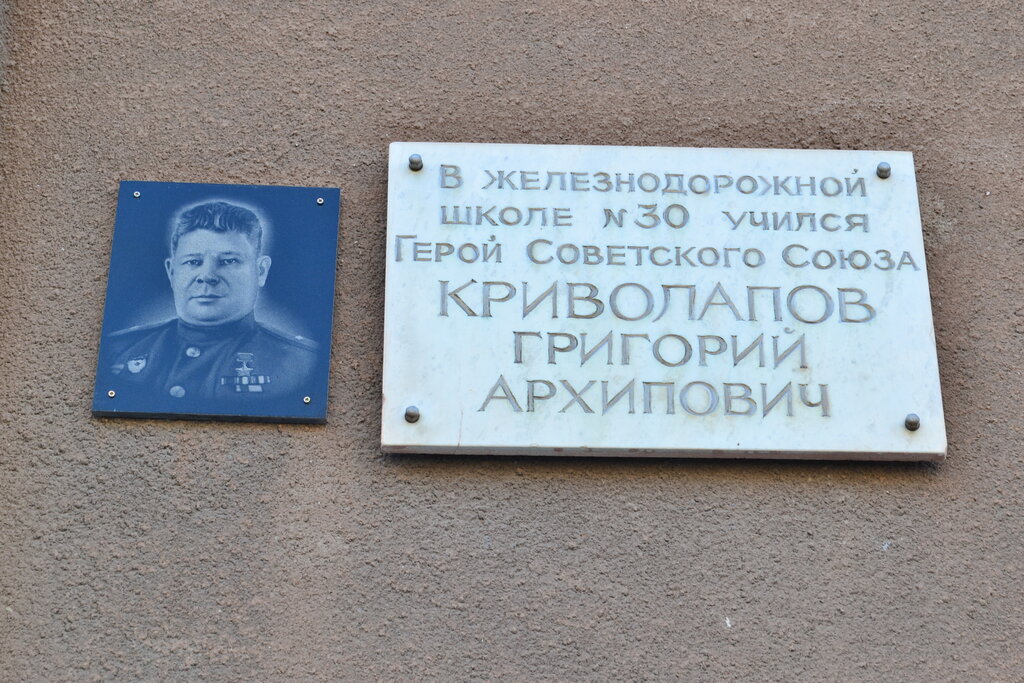 В ЖЕЛЕЗНОДОРОЖНОЙ
ШКОЛЕ №30 УЧИЛСЯ
ГЕРОЙ СОВЕТСКОГО СОЮЗА
КРИВОЛАПОВ
ГРИГОРИЙ
АРХИПОВИЧ